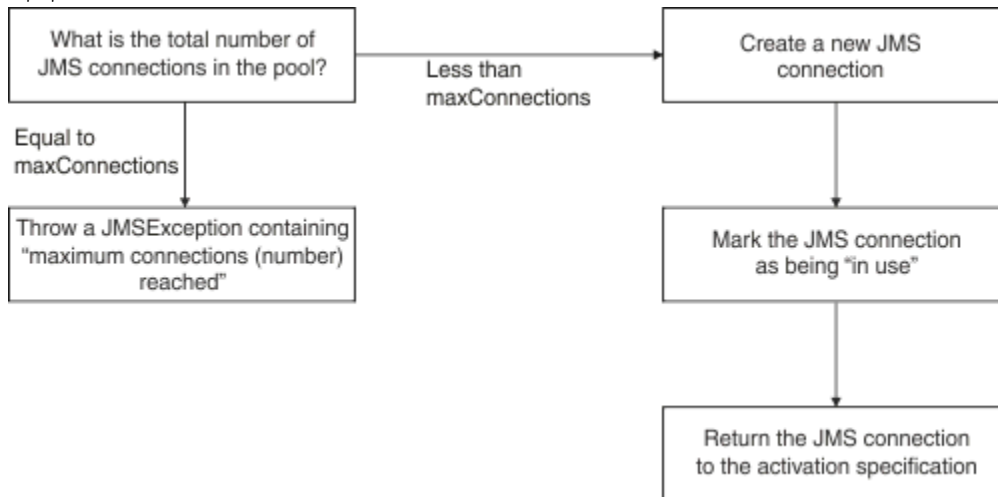 What is the total number of
JMS connections in the pool?
Less than
maxConnections
Create a new JMS
connection
Equal to
maxConnections
Throw a JMSException containing
“maximum connections (number)
reached”
Mark the JMS connection
as being “in use”
Return the JMS connection
to the activation specification